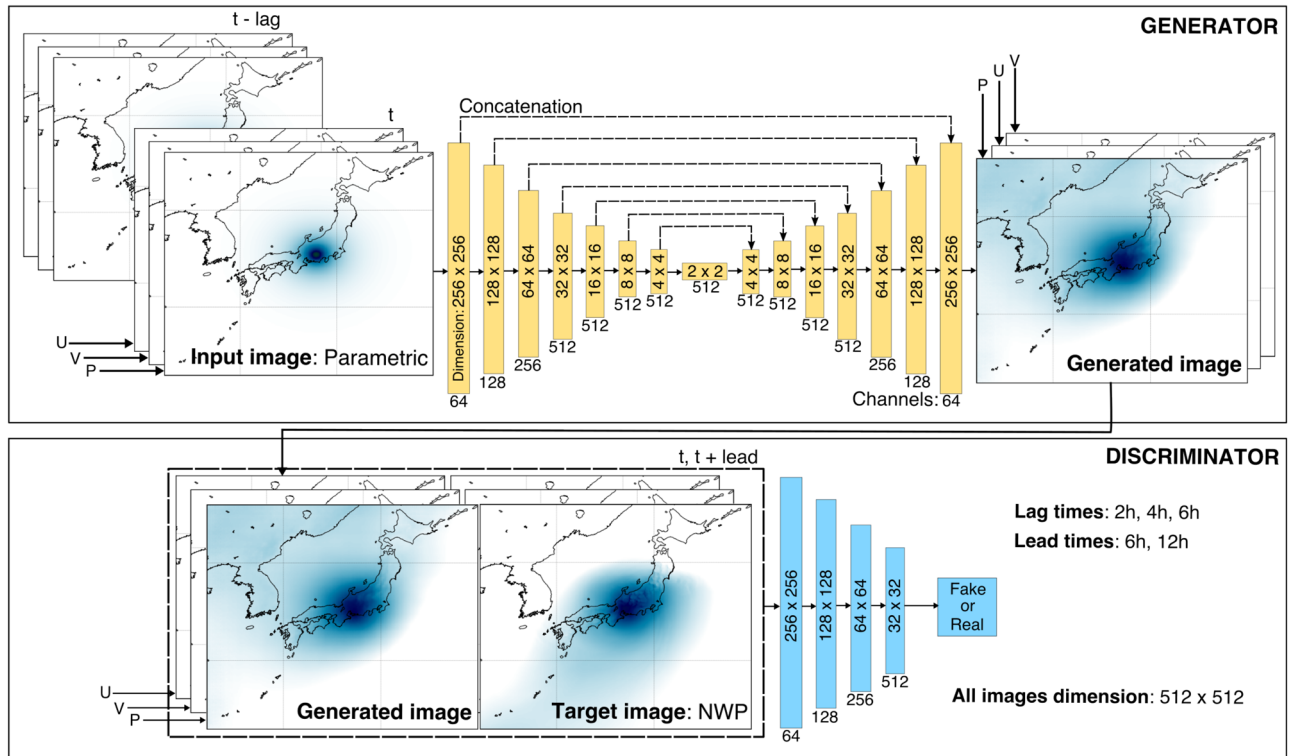 GENERATOR
t - lag
t
U
V
P
Input image: Parametric
Concatenation
Dimension: 256 x 256
64
128 x 128
128
64 x 64
256
32 x 32
512
16 x 16
512
8 x 8
512
4 x 4
512
2 x 2
512
4 x 4
512
8 x 8
512
16 x 16
512
32 x 32
512
64 x 64
256
128 x 128
128
256 x 256
Channels: 64
P
U
V
Generated image
DISCRIMINATOR
t, t + lead
U
V
P
Generated image
Target image: NWP
256 x 256
64
128 x 128
128
64 x 64
256
32 x 32
512
Fake
or
Real
Lag times: 2h, 4h, 6h
Lead times: 6h, 12h
All images dimension: 512 x 512